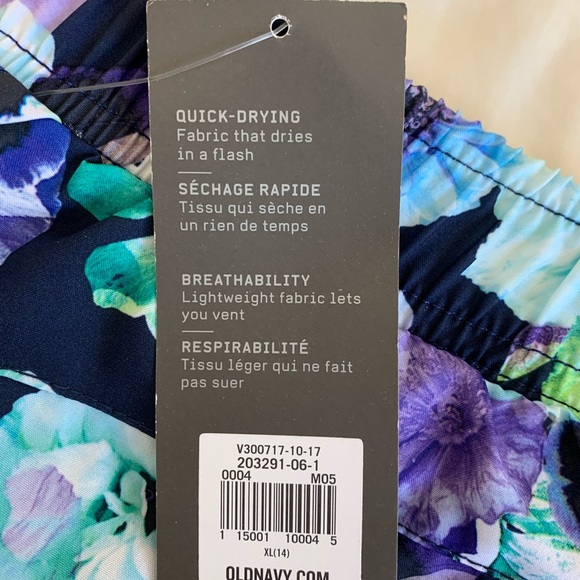 QUICK-DRYING
Fabric that dries
in a flash
SÉCHAGE RAPIDE
Tissu qui sèche en
un rien de temps
BREATHABILITY
Lightweight fabric lets
you vent
RESPIRABILITÉ
Tissu léger qui ne fait
pas suer
V300717-10-17
203291-06-1
0004 M05
1 15001 10004 5
XL(14)
OLDNAVY.COM